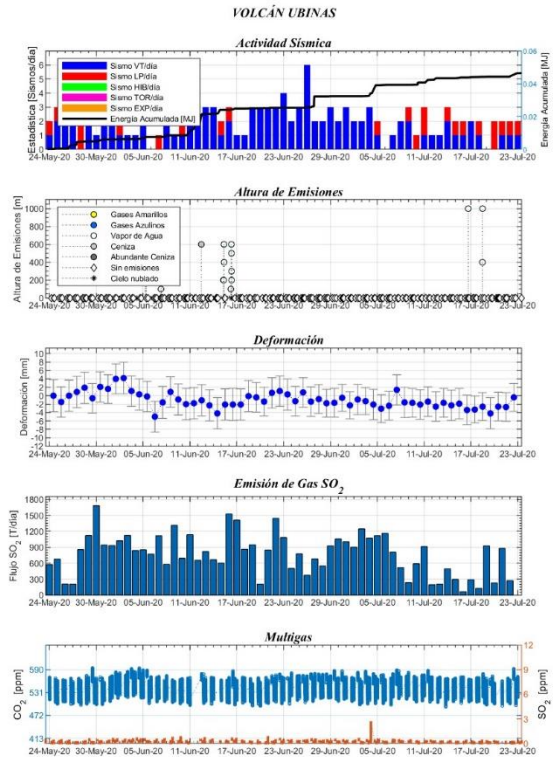 VOLCÁN UBINAS
Actividad Sísmica
Estadística [Sismos/día]
6
5
4
3
2
1
0
Sismo VT/día
Sismo LP/día
Sismo HIB/día
Sismo TOR/día
Sismo EXP/día
Energía Acumulada [MJ]
0.06
0.04
0.02
0
Energía Acumulada [MJ]
24-May-20 30-May-20 05-Jun-20 11-Jun-20 17-Jun-20 23-Jun-20 29-Jun-20 05-Jul-20 11-Jul-20 17-Jul-20 23-Jul-20
Altura de Emisiones
Altura de Emisiones [m]
1000
800
600
400
200
0
Gases Amarillos
Gases Azulinos
Vapor de Agua
Ceniza
Abundante Ceniza
Sin emisiones
Cielo nublado
24-May-20 30-May-20 05-Jun-20 11-Jun-20 17-Jun-20 23-Jun-20 29-Jun-20 05-Jul-20 11-Jul-20 17-Jul-20 23-Jul-20
Deformación
Deformación [mm]
10
8
6
4
2
0
-2
-4
-6
-8
-10
-12
24-May-20 30-May-20 05-Jun-20 11-Jun-20 17-Jun-20 23-Jun-20 29-Jun-20 05-Jul-20 11-Jul-20 17-Jul-20 23-Jul-20
Emisión de Gas SO2
Flujo SO2 [T/día]
1800
1500
1200
900
600
300
0
24-May-20 30-May-20 05-Jun-20 11-Jun-20 17-Jun-20 23-Jun-20 29-Jun-20 05-Jul-20 11-Jul-20 17-Jul-20 23-Jul-20
Multigas
CO2 [ppm]
590
531
472
413
12
9
6
3
0
SO2 [ppm]
24-May-20 30-May-20 05-Jun-20 11-Jun-20 17-Jun-20 23-Jun-20 29-Jun-20 05-Jul-20 11-Jul-20 17-Jul-20 23-Jul-20